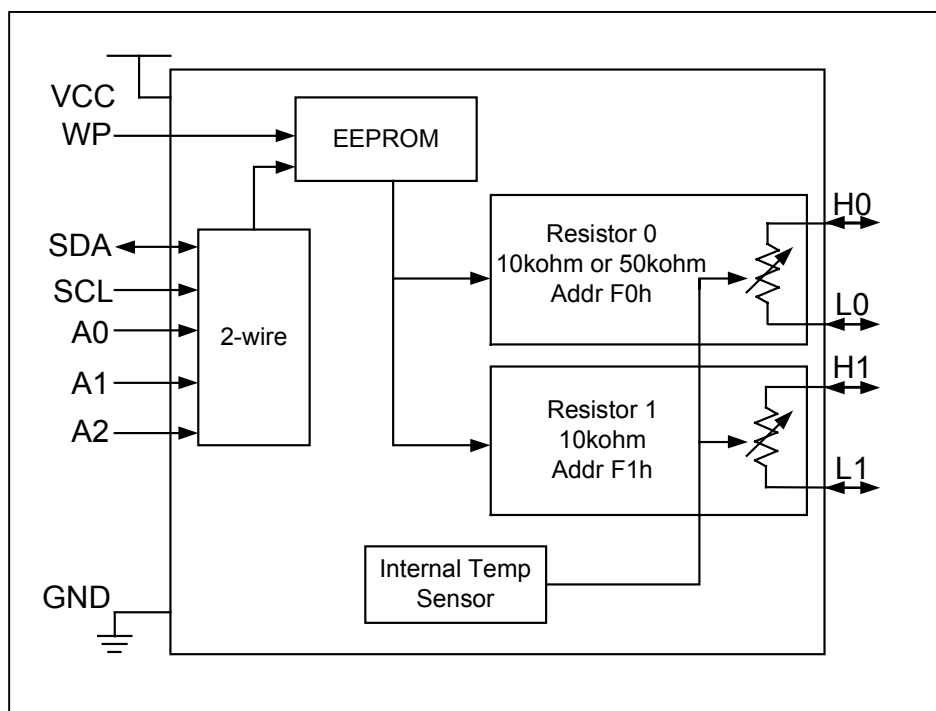 VCC
WP
EEPROM
SDA
SCL
A0
A1
A2
2-wire
Resistor 0
10kohm or 50kohm
Addr F0h
H0
L0
Resistor 1
10kohm
Addr F1h
H1
L1
Internal Temp
Sensor
GND